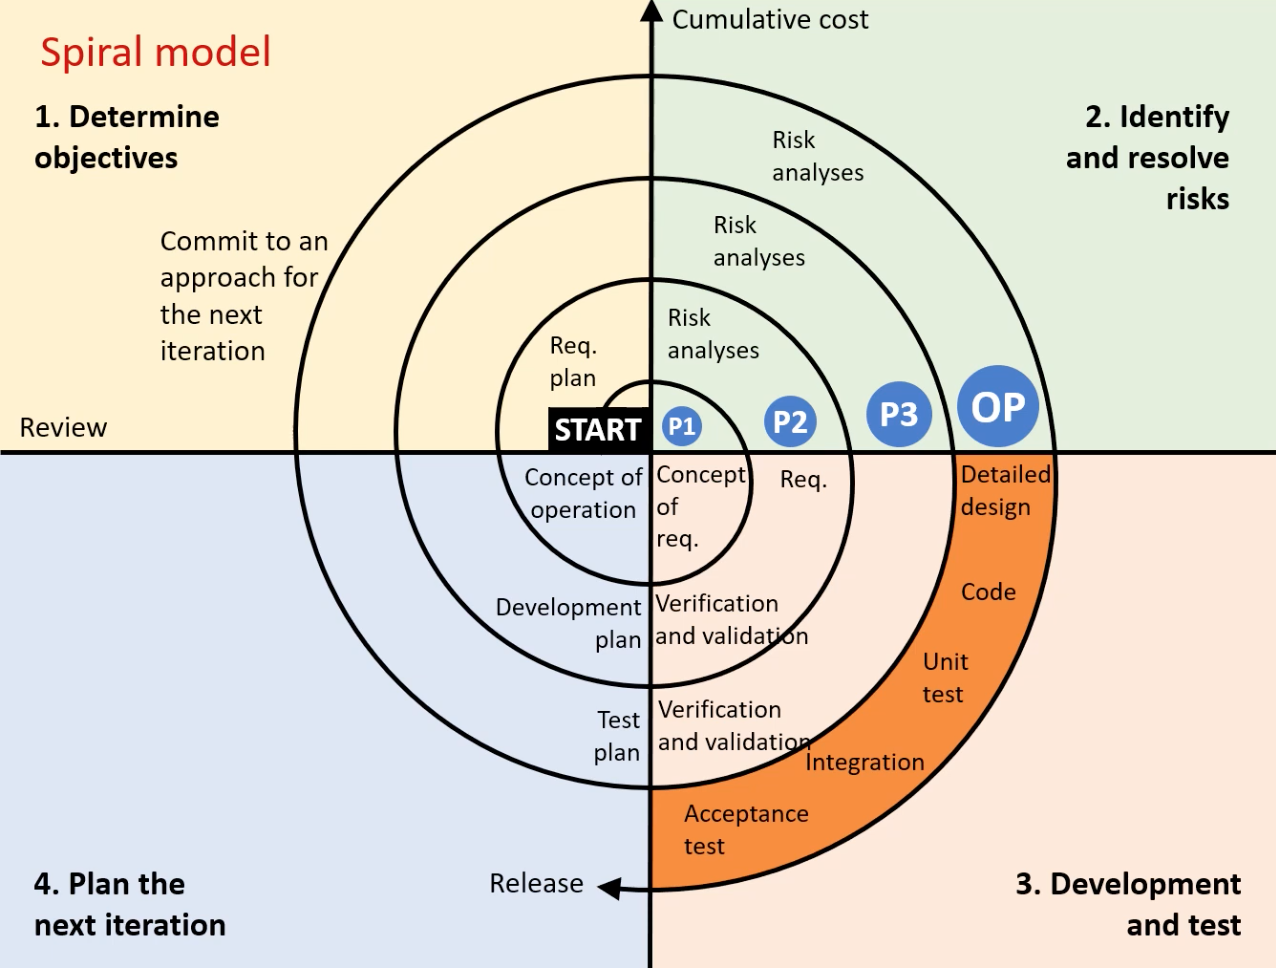 Cumulative cost
Spiral model
1. Determine
objectives
2. Identify
and resolve
risks
Risk
analyses
Risk
analyses
Risk
analyses
Commit to an
approach for
the next
iteration
Req.
plan
Review
START
P1
P2
P3
OP
Concept of
operation
Concept
of
req.
Req.
Detailed
design
Code
Unit
test
Integration
Acceptance
test
Development
plan
Verification
and validation
Test
plan
Verification
and validation
Release
4. Plan the
next iteration
3. Development
and test